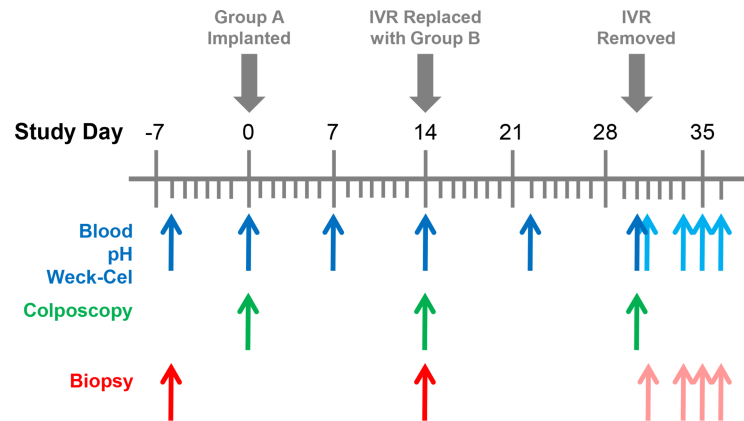 Group A
Implanted
IVR Replaced
with Group B
IVR
Removed
Study Day -7 0 7 14 21 28 35
Blood
pH
Weck-Cel
Colposcopy
Biopsy